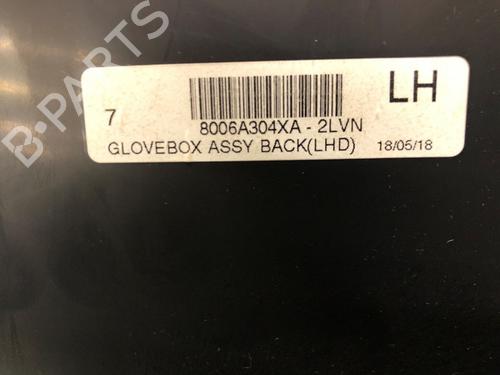 B-PARTS
LH
7
8006A304XA - 2LVN
GLOVEBOX ASSY BACK(LHD) 18/05/18